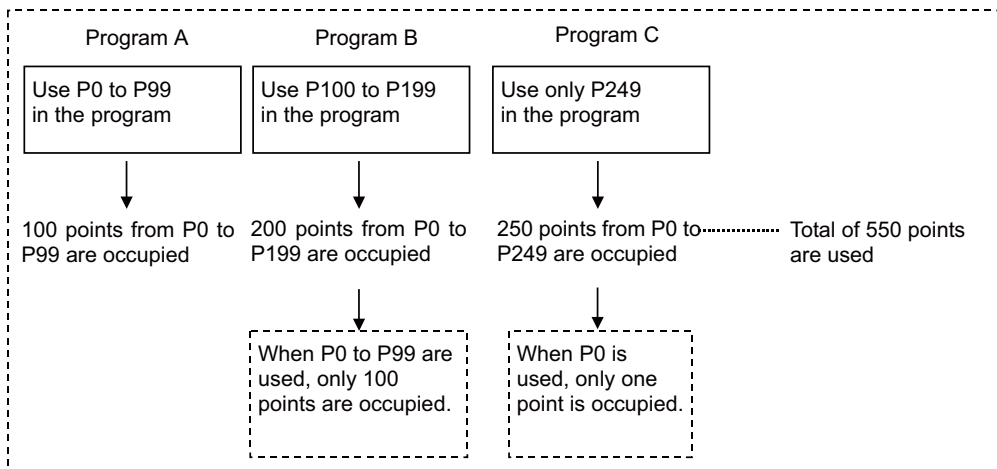 Program A
Program B
Program C
Use P0 to P99
in the program
Use P100 to P199
in the program
Use only P249
in the program
100 points from P0 to
P99 are occupied
200 points from P0 to
P199 are occupied
250 points from P0 to
P249 are occupied
Total of 550 points
are used
When P0 to P99 are
used, only 100
points are occupied.
When P0 is
used, only one
point is occupied.